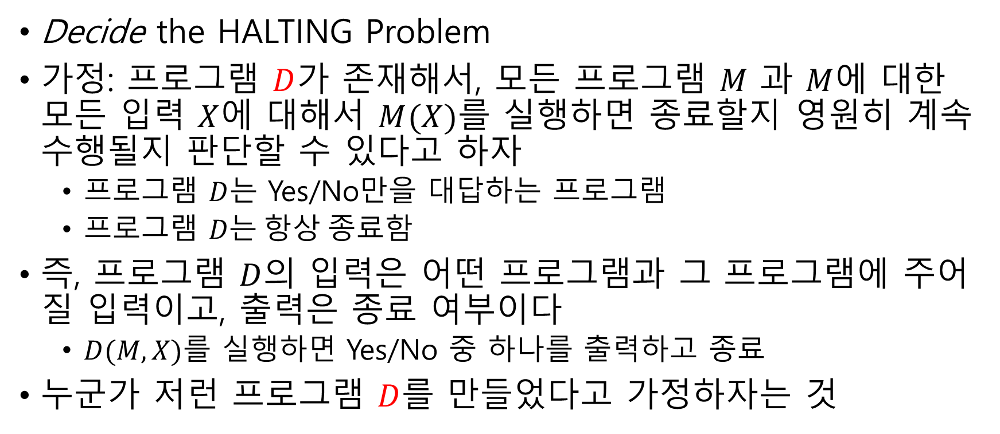 • Decide the HALTING Problem
• 가정: 프로그램 D가 존재해서, 모든 프로그램 M 과 M에 대한
모든 입력 X에 대해서 M(X)를 실행하면 종료할지 영원히 계속
수행될지 판단할 수 있다고 하자
• 프로그램 D는 Yes/No만을 대답하는 프로그램
• 프로그램 D는 항상 종료함
• 즉, 프로그램 D의 입력은 어떤 프로그램과 그 프로그램에 주어
질 입력이고, 출력은 종료 여부이다
• D(M, X)를 실행하면 Yes/No 중 하나를 출력하고 종료
• 누군가 저런 프로그램 D를 만들었다고 가정하자는 것